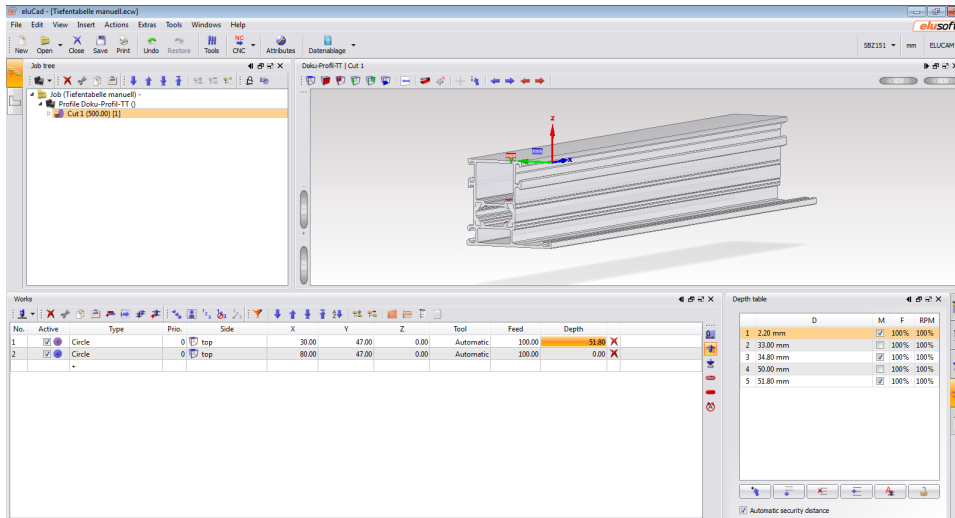 eluCad - [Tiefentabelle manuell.ecw]
File Edit View Insert Actions Extras Tools Windows Help
elusoft
New Open Close Save Print Undo Restore Tools CNC Attributes Datenablage
NC
SBZ151 mm ELUCAM
Job tree
Job (Tiefentabelle manuell) -
Profile Doku-Profil-TT ()
Cut 1 (500.00) [1]
Doku-Profil-TT | Cut 1
z
y
x
Works
No. Active Type Prio. Side X Y Z Tool Feed Depth
1 Circle 0 top 30.00 47.00 0.00 Automatic 100.00 51.80
2 Circle 0 top 80.00 47.00 0.00 Automatic 100.00 0.00
+
Depth table
D M F RPM
1 2.20 mm 100% 100%
2 33.00 mm 100% 100%
3 34.80 mm 100% 100%
4 50.00 mm 100% 100%
5 51.80 mm 100% 100%
Automatic security distance